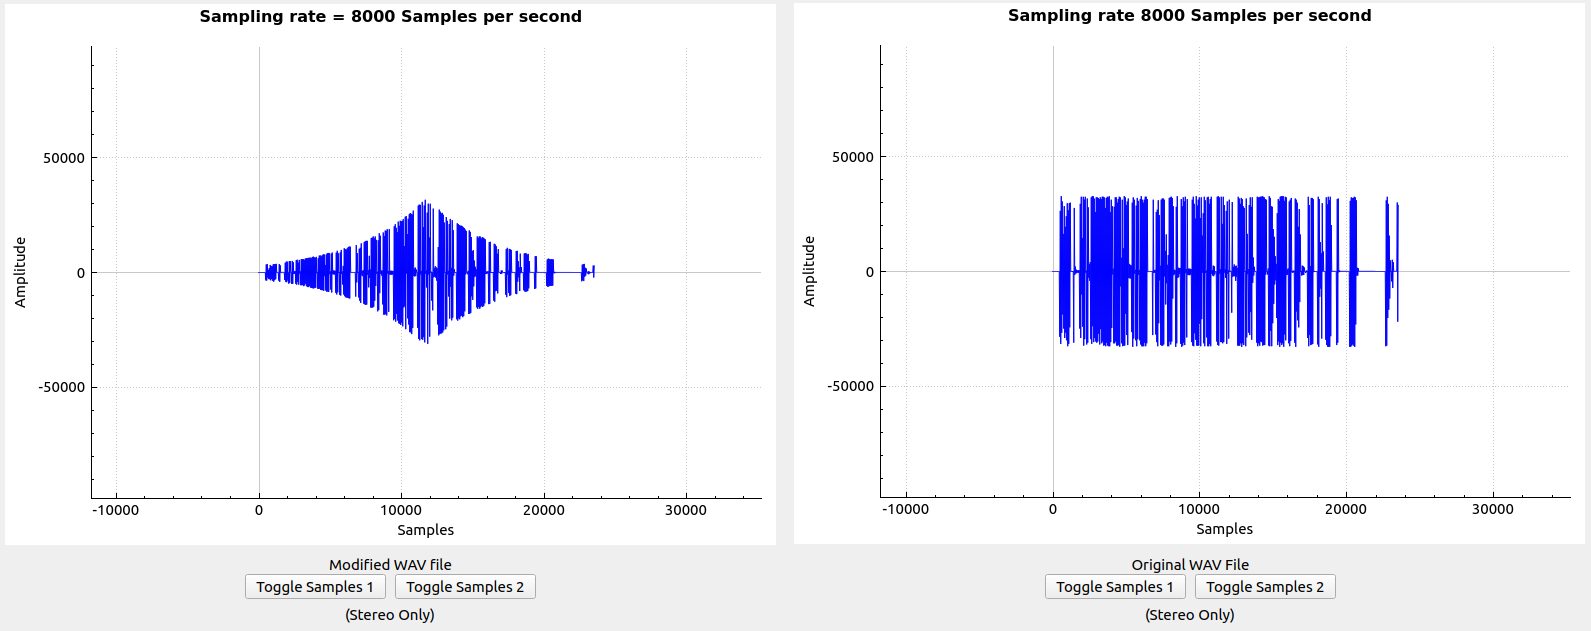 Sampling rate = 8000 Samples per second
50000
0
-50000
Amplitude
-10000 0 10000 20000 30000
Samples
Modified WAV file
Toggle Samples 1 Toggle Samples 2
(Stereo Only)
Sampling rate 8000 Samples per second
50000
0
-50000
Amplitude
-10000 0 10000 20000 30000
Samples
Original WAV File
Toggle Samples 1 Toggle Samples 2
(Stereo Only)